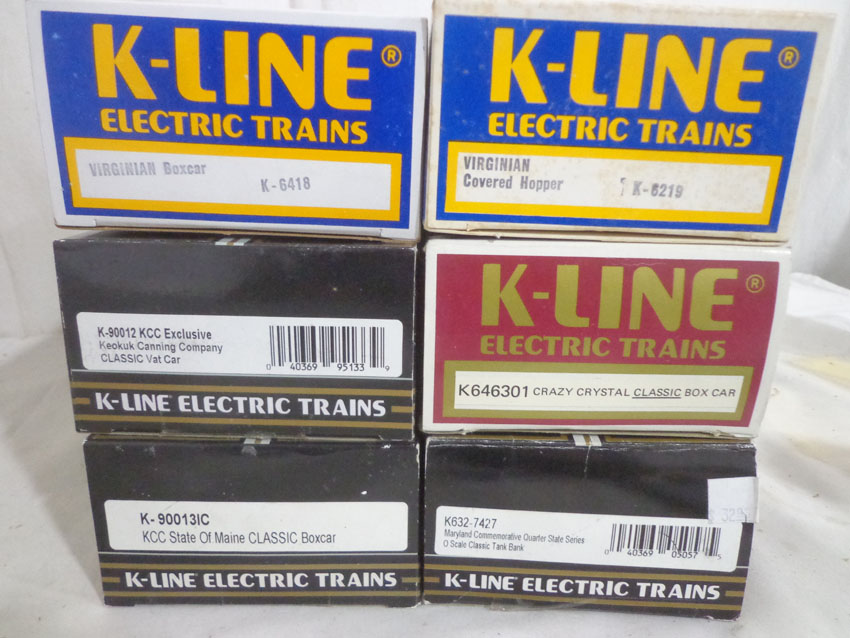 K-LINE®
ELECTRIC TRAINS
VIRGINIAN Boxcar
K-6418
K-LINE®
ELECTRIC TRAINS
VIRGINIAN
Covered Hopper K-6219
K-90012 KCC Exclusive
Keokuk Canning Company
CLASSIC Vat Car
0 40369 95133 9
K-LINE ELECTRIC TRAINS
K-LINE®
ELECTRIC TRAINS
K646301 CRAZY CRYSTAL CLASSIC BOX CAR
K-90013IC
KCC State Of Maine CLASSIC Boxcar
K-LINE ELECTRIC TRAINS
K632-7427
Maryland Commemorative Quarter State Series
O Scale Classic Tank Bank
0 40369 05057 5
K-LINE ELECTRIC TRAINS